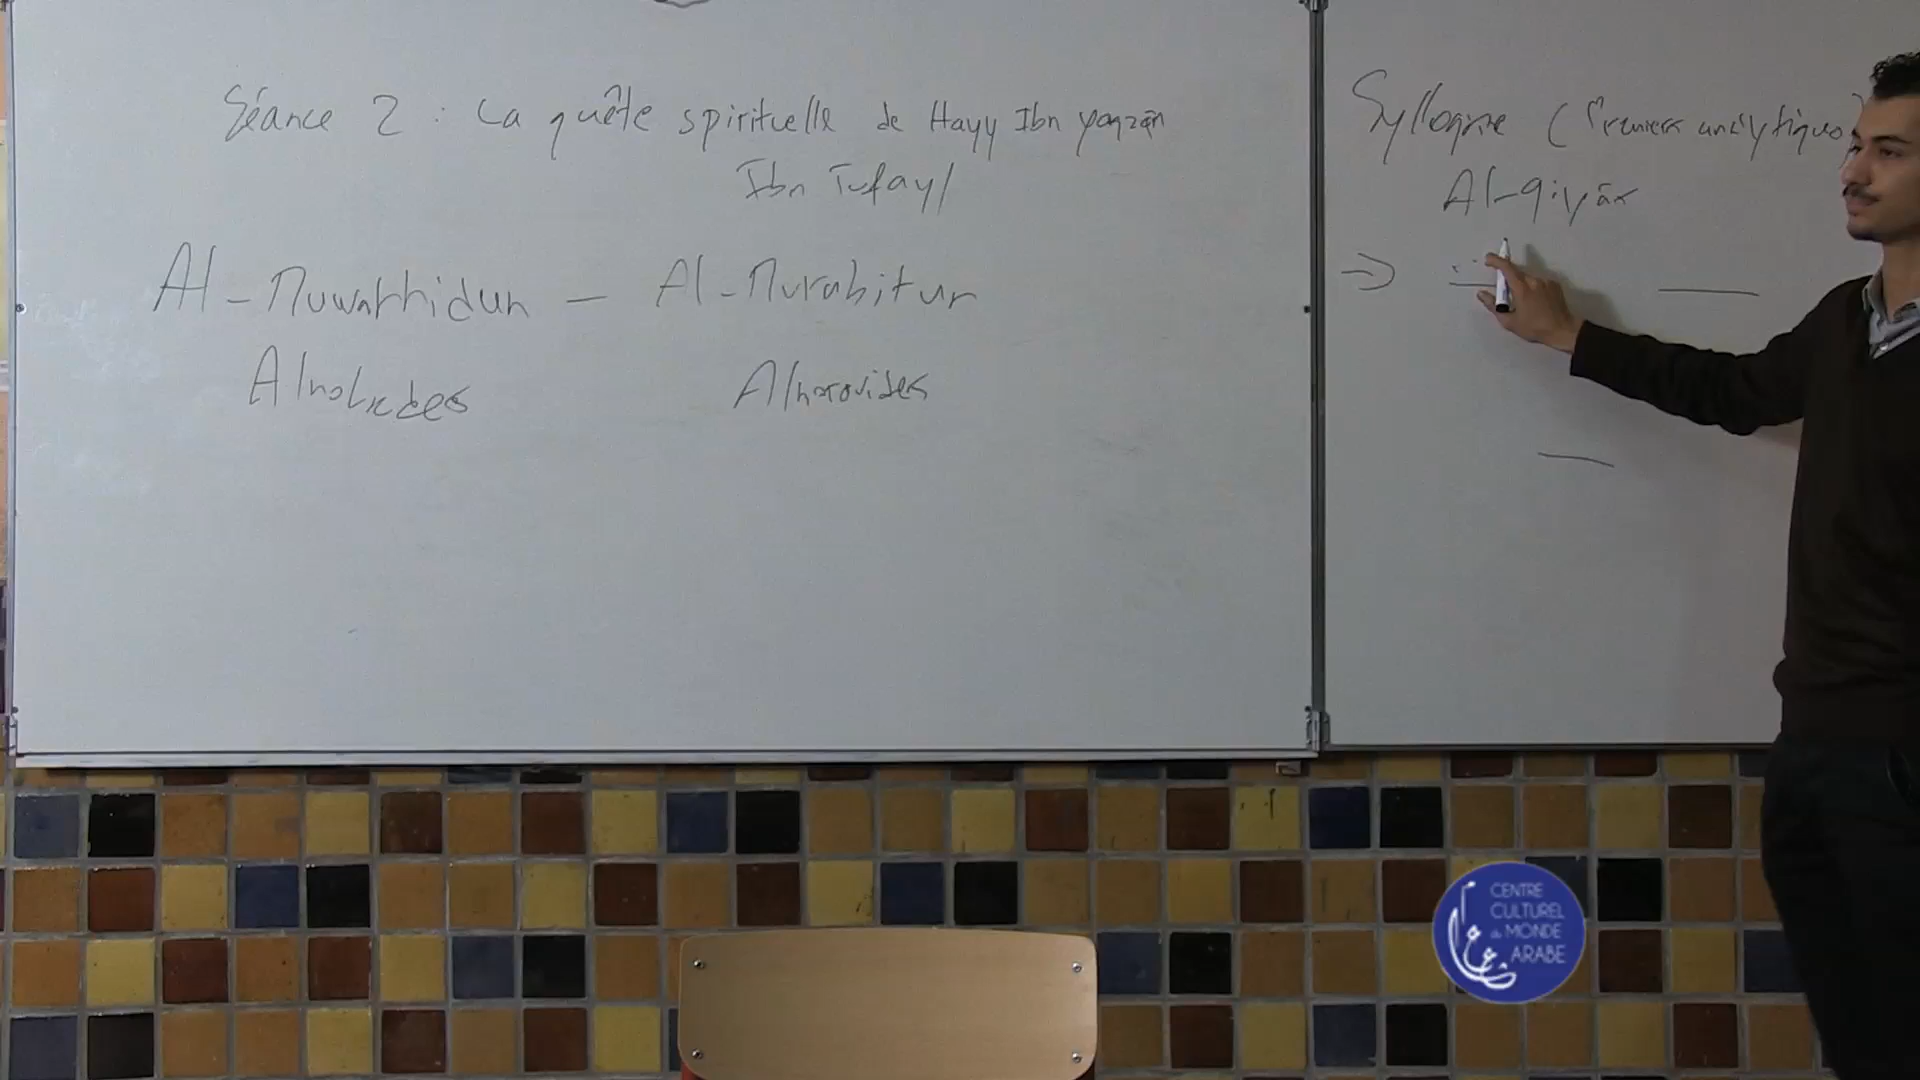 Séance 2 : La quête spirituelle de Hayy Ibn Yaqzān
Ibn Tufayl
Al-Muwahhidun - Al-Murabitun
Almohades
Almoravides
Syllogisme (Premiers analytiques)
Al-qiyās
⇒
CENTRE
CULTUREL
du MONDE
ARABE